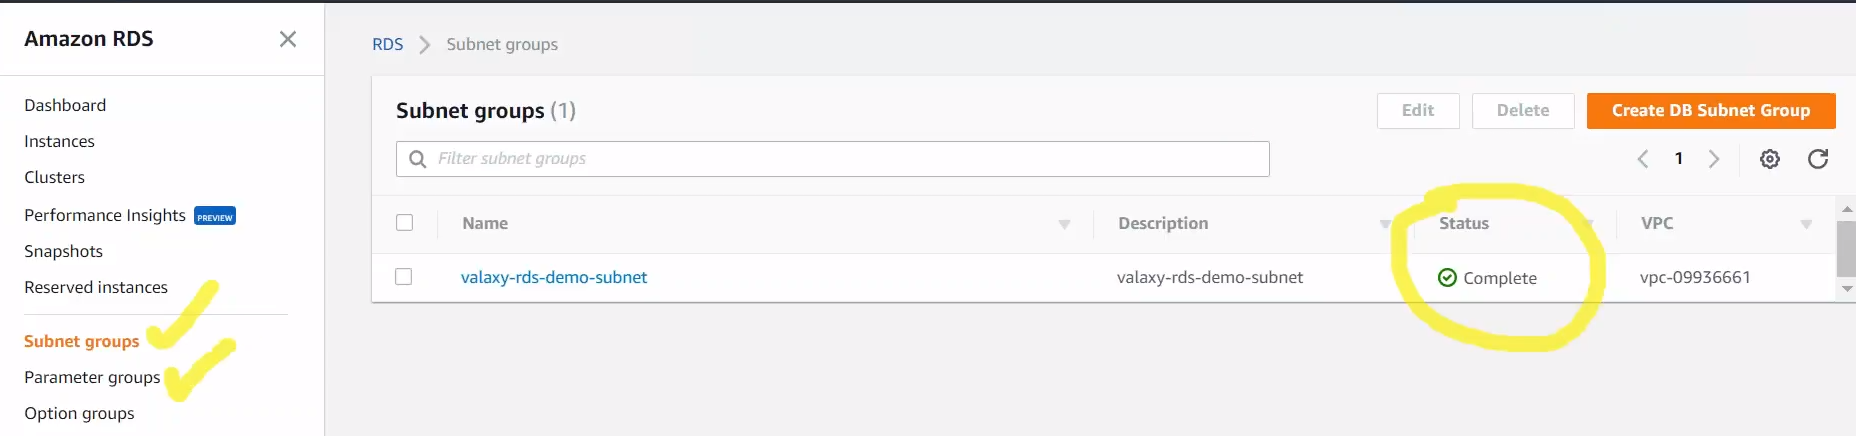 Amazon RDS
Dashboard
Instances
Clusters
Performance Insights PREVIEW
Snapshots
Reserved instances
Subnet groups
Parameter groups
Option groups
RDS > Subnet groups
Subnet groups (1)
Edit Delete Create DB Subnet Group
Filter subnet groups
1
Name Description Status VPC
valaxy-rds-demo-subnet valaxy-rds-demo-subnet Complete vpc-09936661